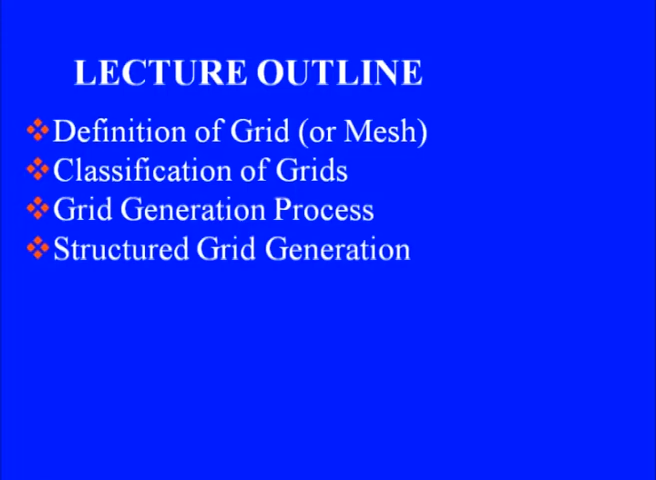 LECTURE OUTLINE
Definition of Grid (or Mesh)
Classification of Grids
Grid Generation Process
Structured Grid Generation